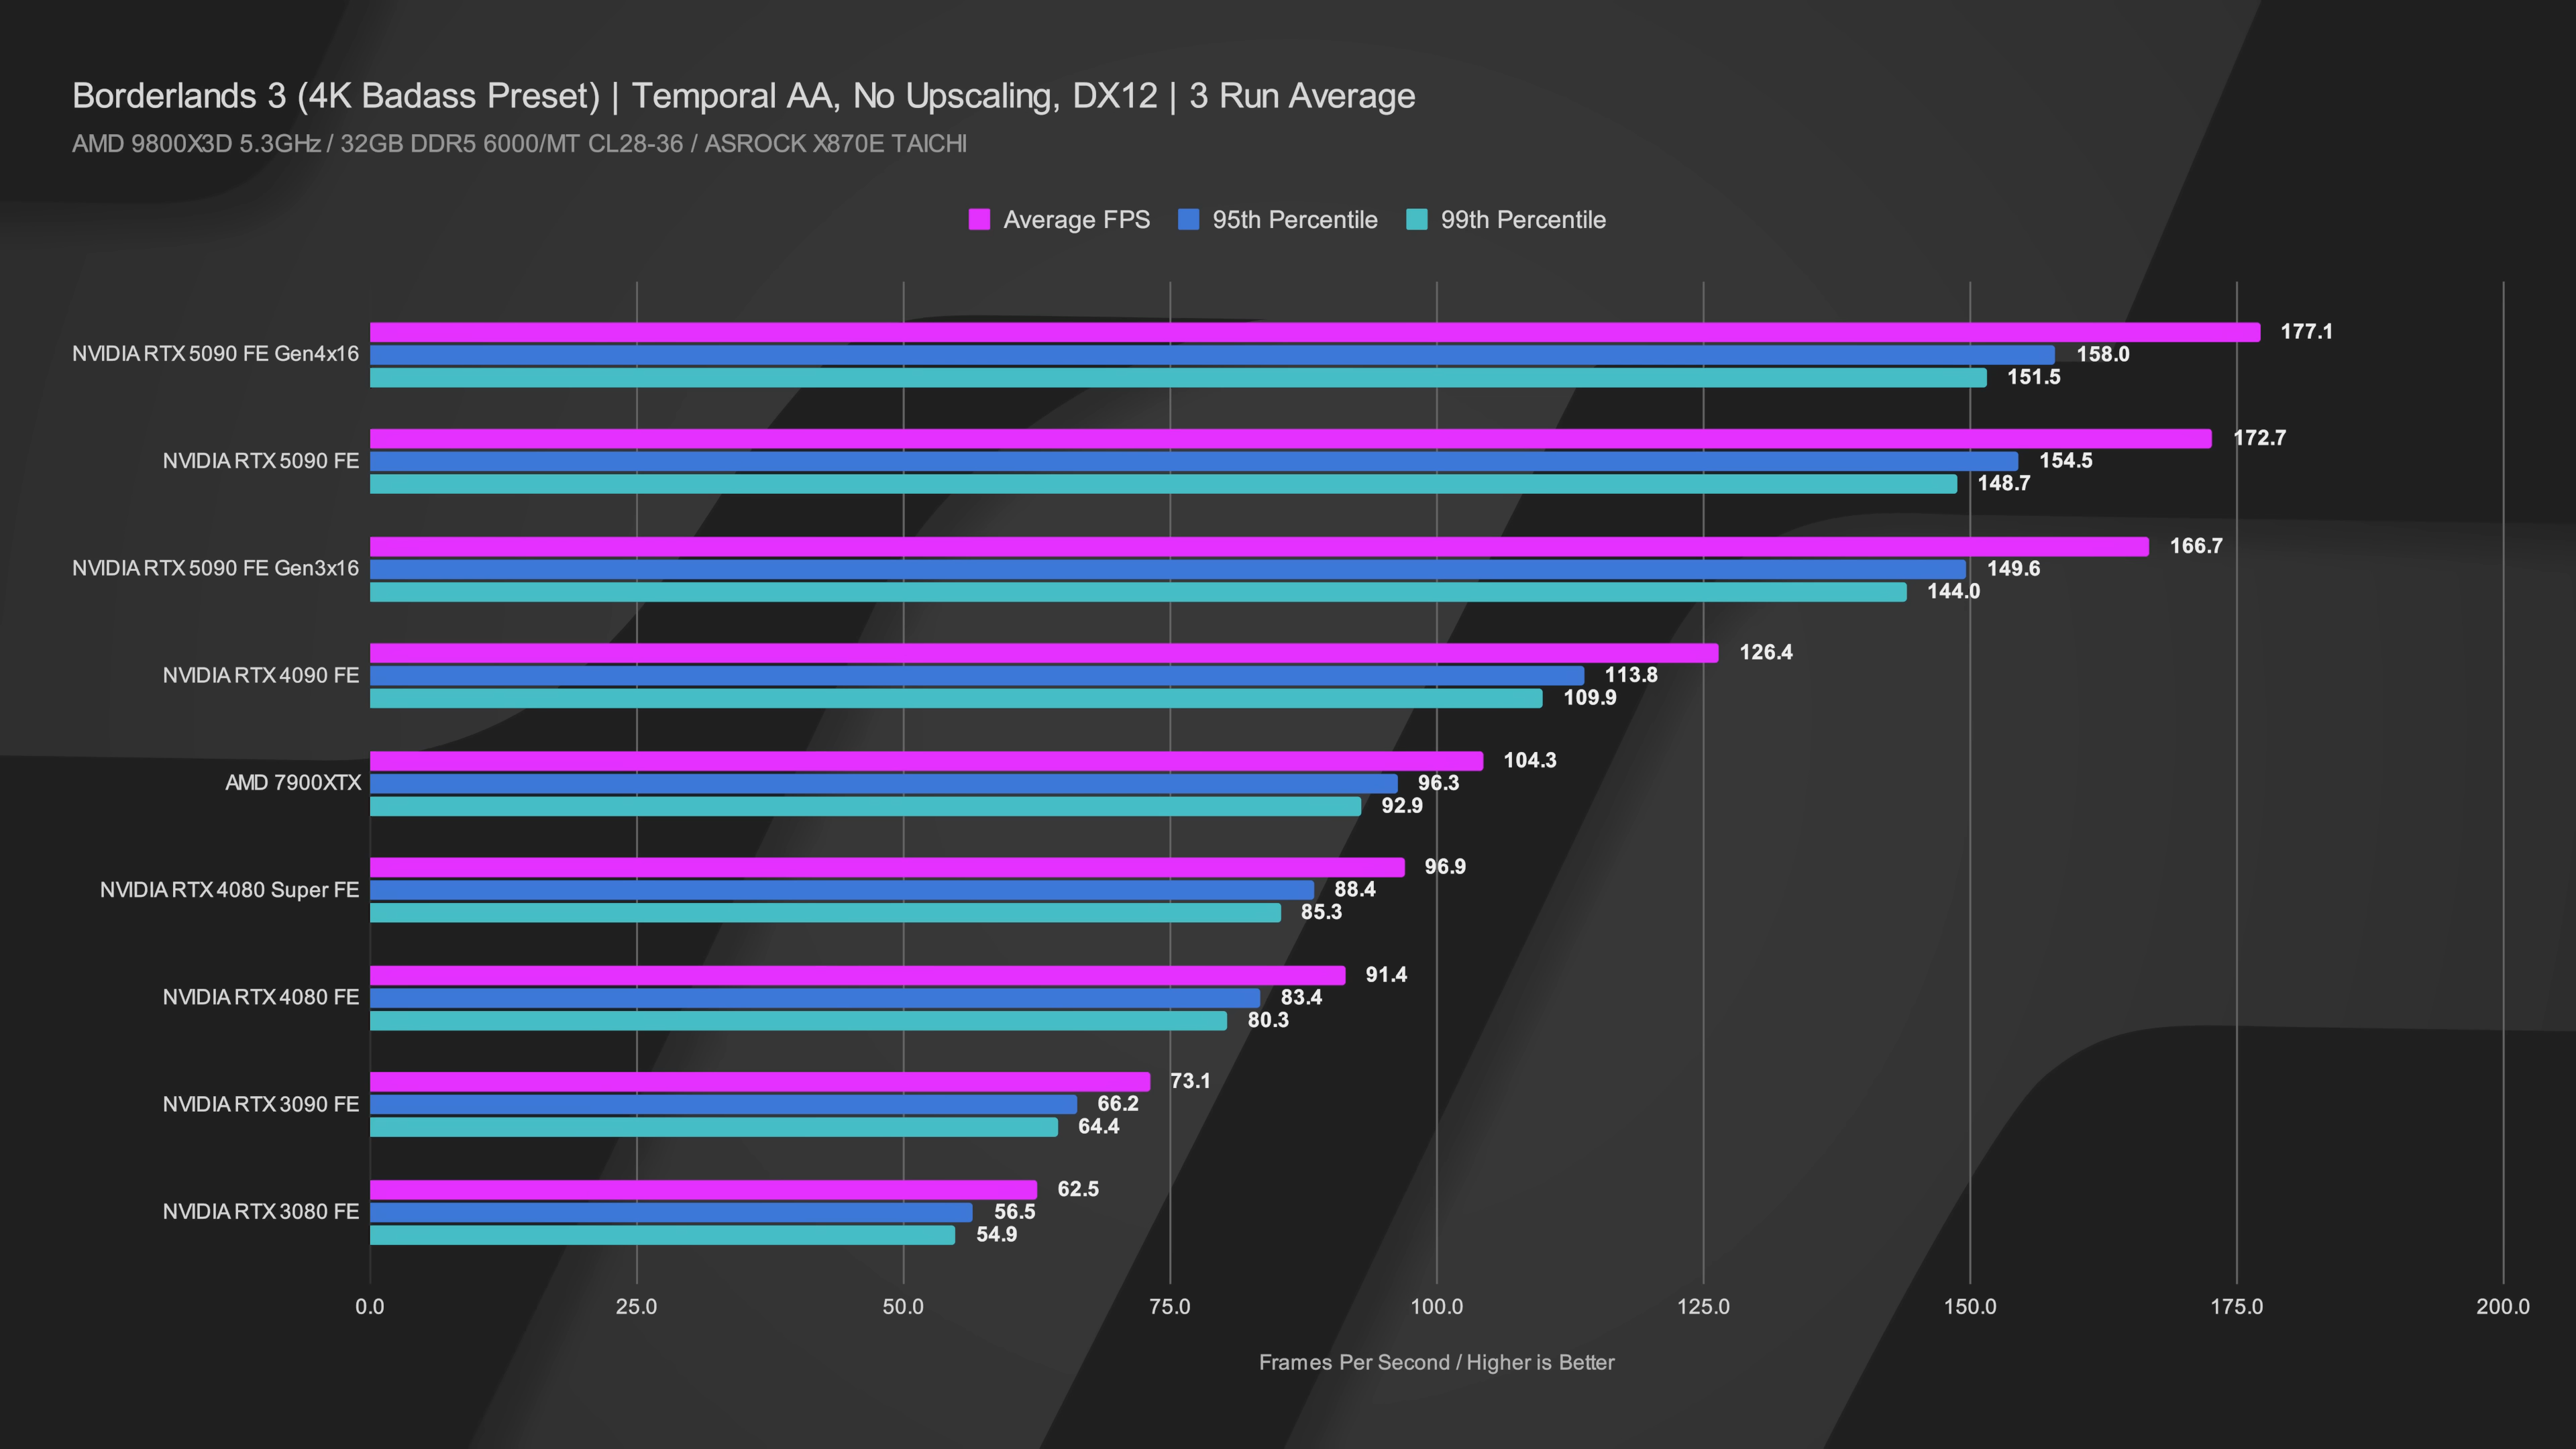 Borderlands 3 (4K Badass Preset) | Temporal AA, No Upscaling, DX12 | 3 Run Average
AMD 9800X3D 5.3GHz / 32GB DDR5 6000/MT CL28-36 / ASROCK X870E TAICHI
Average FPS 95th Percentile 99th Percentile
NVIDIA RTX 5090 FE Gen4x16
177.1
158.0
151.5
NVIDIA RTX 5090 FE
172.7
154.5
148.7
NVIDIA RTX 5090 FE Gen3x16
166.7
149.6
144.0
NVIDIA RTX 4090 FE
126.4
113.8
109.9
AMD 7900XTX
104.3
96.3
92.9
NVIDIA RTX 4080 Super FE
96.9
88.4
85.3
NVIDIA RTX 4080 FE
91.4
83.4
80.3
NVIDIA RTX 3090 FE
73.1
66.2
64.4
NVIDIA RTX 3080 FE
62.5
56.5
54.9
0.0 25.0 50.0 75.0 100.0 125.0 150.0 175.0 200.0
Frames Per Second / Higher is Better